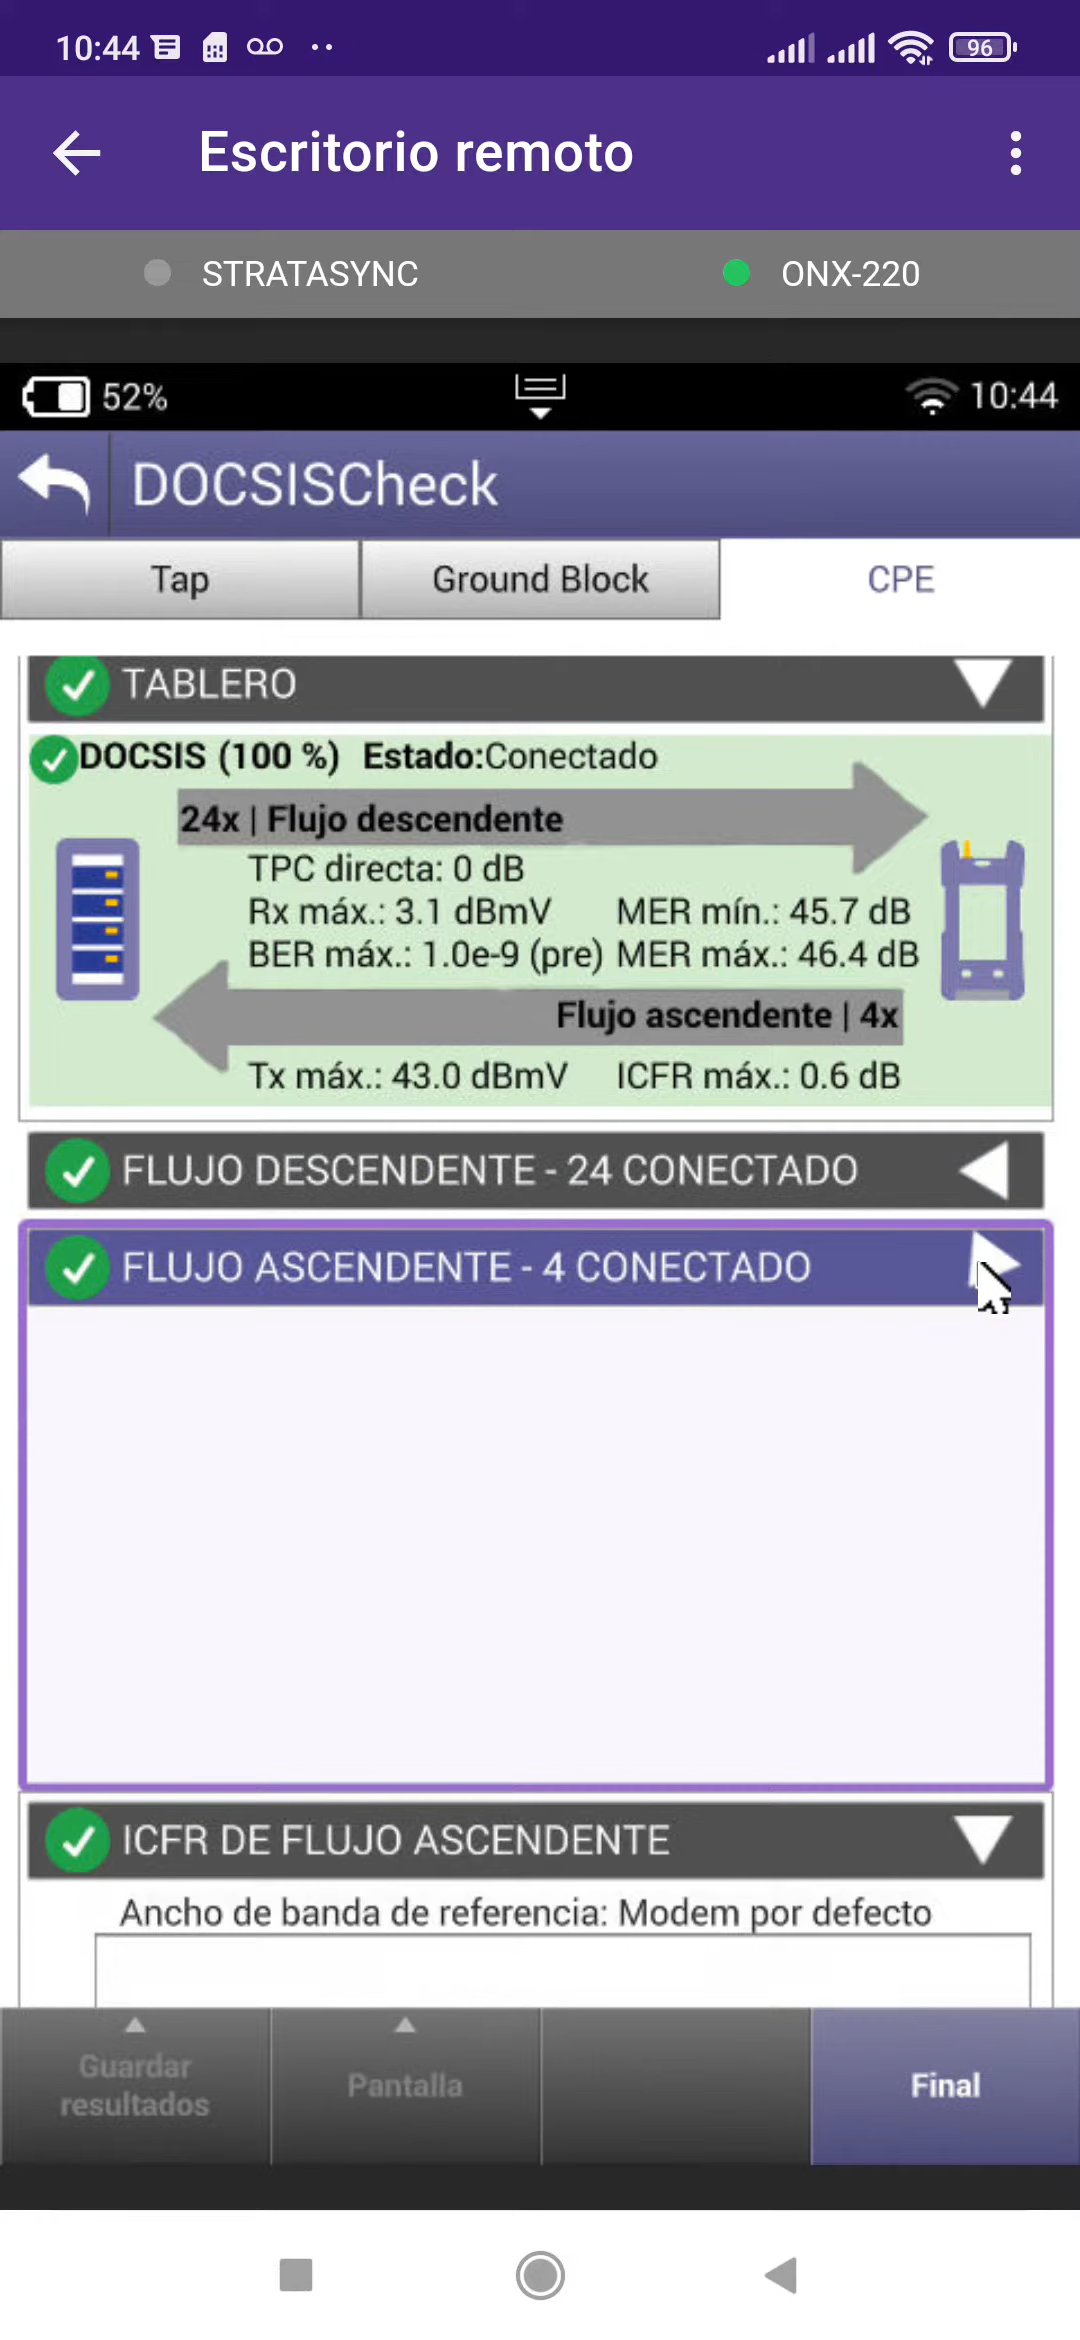 10:44 96
Escritorio remoto
STRATASYNC ONX-220
52% 10:44
DOCSISCheck
Tap Ground Block CPE
TABLERO
DOCSIS (100 %) Estado:Conectado
24x | Flujo descendente
TPC directa: 0 dB
Rx máx.: 3.1 dBmV MER mín.: 45.7 dB
BER máx.: 1.0e-9 (pre) MER máx.: 46.4 dB
Flujo ascendente | 4x
Tx máx.: 43.0 dBmV ICFR máx.: 0.6 dB
FLUJO DESCENDENTE - 24 CONECTADO
FLUJO ASCENDENTE - 4 CONECTADO
ICFR DE FLUJO ASCENDENTE
Ancho de banda de referencia: Modem por defecto
Guardar
resultados
Pantalla
Final